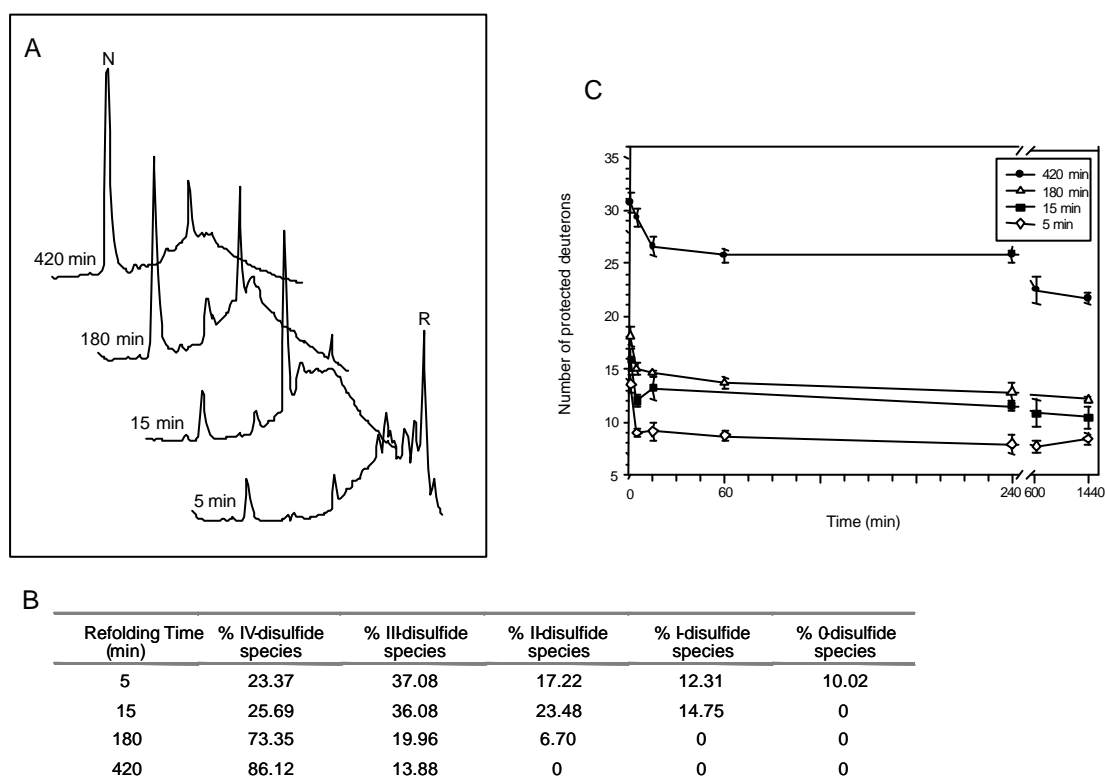 A
N
420 min
180 min
R
15 min
5 min
C
Number of protected deuterons
35
30
25
20
15
10
5
420 min
180 min
15 min
5 min
0 60 240 600 1440
Time (min)
B
Refolding Time (min) % IV-disulfide species % III-disulfide species % II-disulfide species % I-disulfide species % 0-disulfide species
5 23.37 37.08 17.22 12.31 10.02
15 25.69 36.08 23.48 14.75 0
180 73.35 19.96 6.70 0 0
420 86.12 13.88 0 0 0